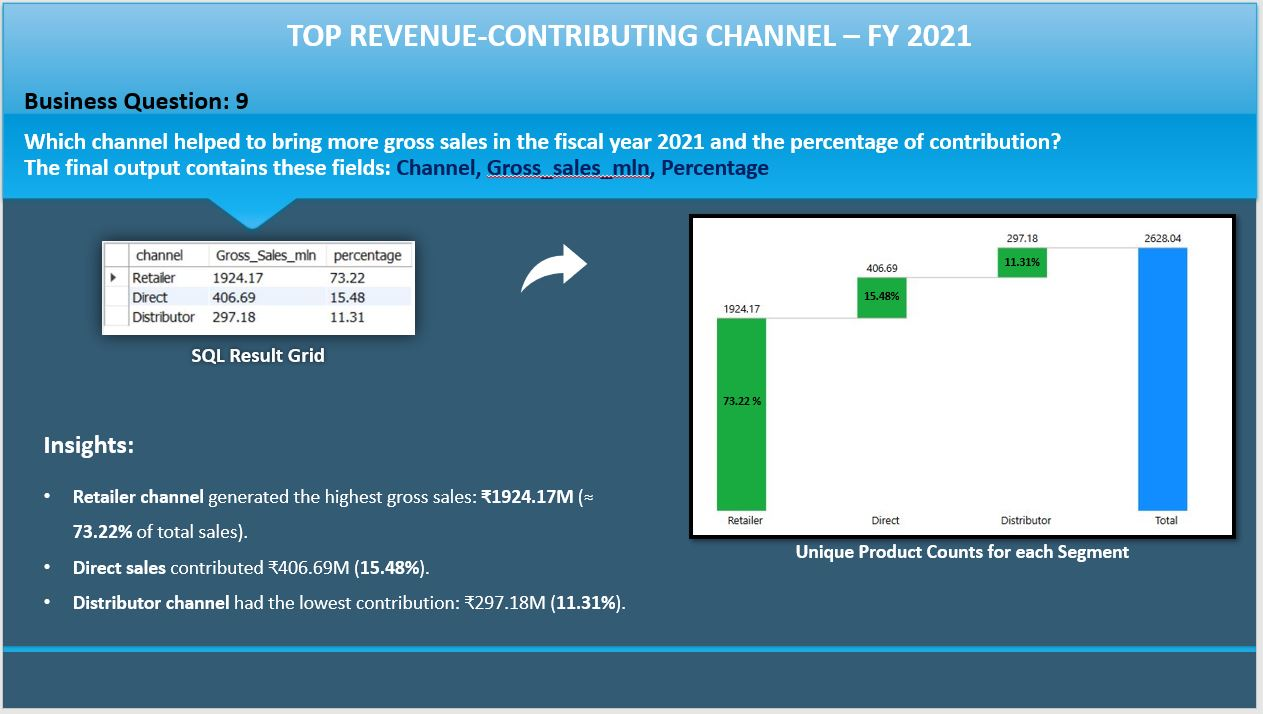 TOP REVENUE-CONTRIBUTING CHANNEL – FY 2021
Business Question: 9
Which channel helped to bring more gross sales in the fiscal year 2021 and the percentage of contribution?
The final output contains these fields: Channel, Gross_sales_mln, Percentage
channel Gross_Sales_mln percentage
Retailer 1924.17 73.22
Direct 406.69 15.48
Distributor 297.18 11.31
SQL Result Grid
Insights:
• Retailer channel generated the highest gross sales: ₹1924.17M (≈
73.22% of total sales).
• Direct sales contributed ₹406.69M (15.48%).
• Distributor channel had the lowest contribution: ₹297.18M (11.31%).
297.18 2628.04
11.31%
406.69
15.48%
1924.17
73.22 %
Retailer Direct Distributor Total
Unique Product Counts for each Segment